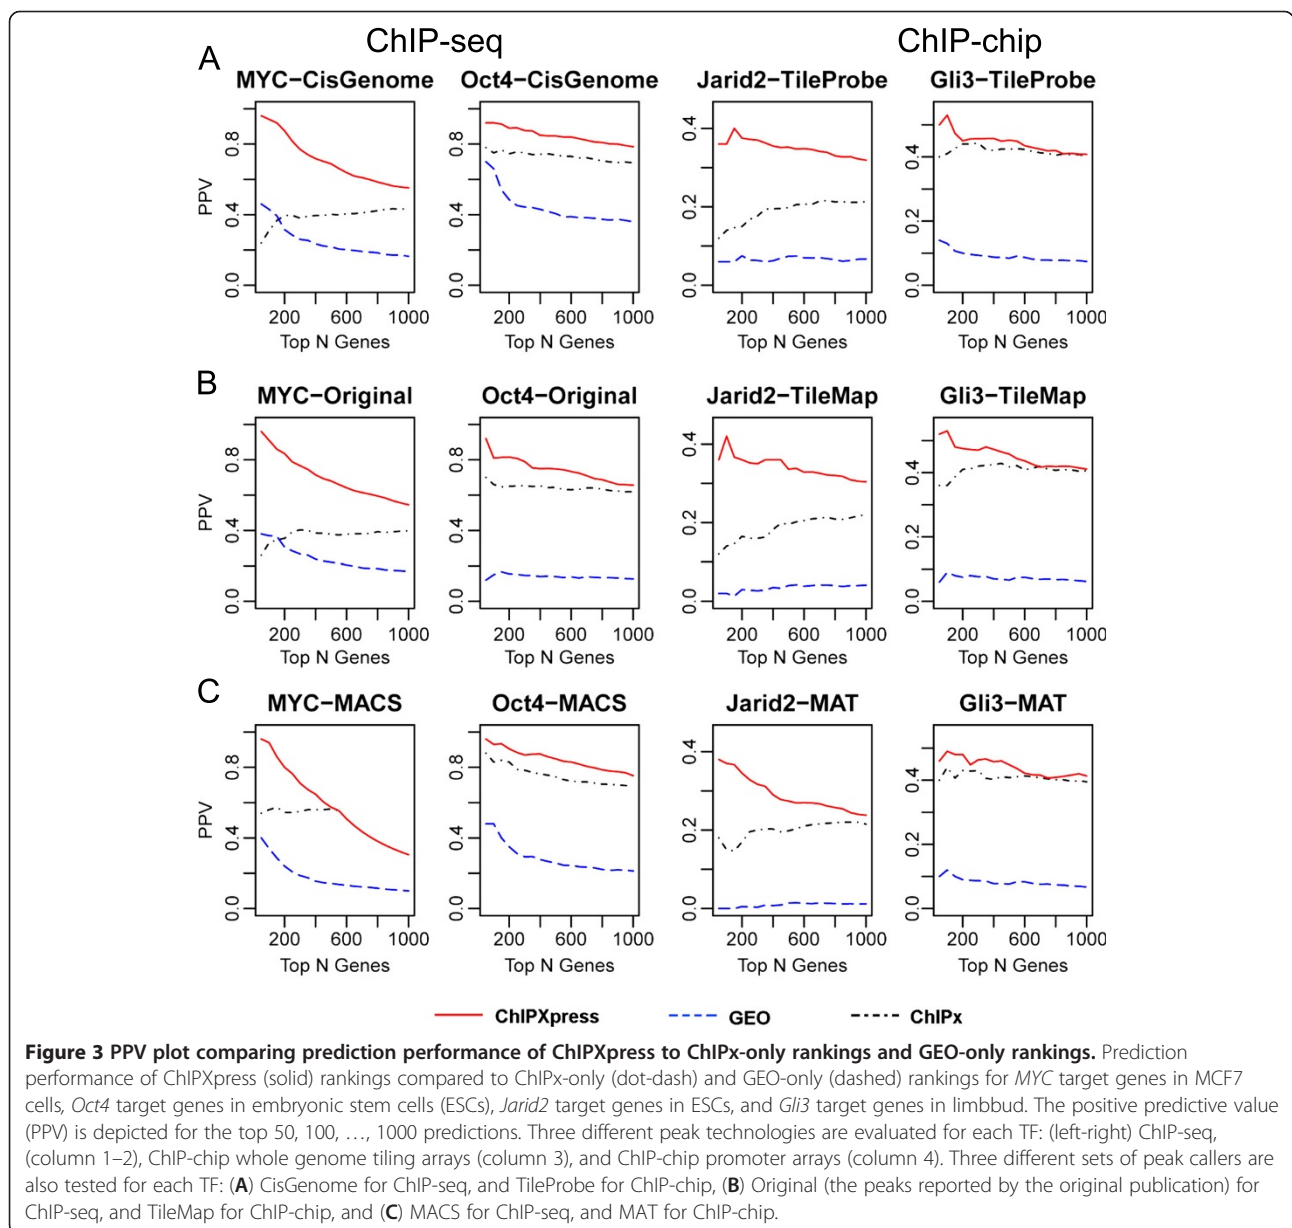 ChIP-seq ChIP-chip
A
MYC−CisGenome Oct4−CisGenome Jarid2−TileProbe Gli3−TileProbe
PPV
0.0 0.4 0.8
200 600 1000
Top N Genes
0.0 0.4 0.8
200 600 1000
Top N Genes
0.0 0.2 0.4
200 600 1000
Top N Genes
0.0 0.2 0.4
200 600 1000
Top N Genes
B
MYC−Original Oct4−Original Jarid2−TileMap Gli3−TileMap
PPV
0.0 0.4 0.8
200 600 1000
Top N Genes
0.0 0.4 0.8
200 600 1000
Top N Genes
0.0 0.2 0.4
200 600 1000
Top N Genes
0.0 0.2 0.4
200 600 1000
Top N Genes
C
MYC−MACS Oct4−MACS Jarid2−MAT Gli3−MAT
PPV
0.0 0.4 0.8
200 600 1000
Top N Genes
0.0 0.4 0.8
200 600 1000
Top N Genes
0.0 0.2 0.4
200 600 1000
Top N Genes
0.0 0.2 0.4
200 600 1000
Top N Genes
ChIPXpress GEO ChIPx
Figure 3 PPV plot comparing prediction performance of ChIPXpress to ChIPx-only rankings and GEO-only rankings. Prediction
performance of ChIPXpress (solid) rankings compared to ChIPx-only (dot-dash) and GEO-only (dashed) rankings for MYC target genes in MCF7
cells, Oct4 target genes in embryonic stem cells (ESCs), Jarid2 target genes in ESCs, and Gli3 target genes in limbbud. The positive predictive value
(PPV) is depicted for the top 50, 100, …, 1000 predictions. Three different peak technologies are evaluated for each TF: (left-right) ChIP-seq,
(column 1–2), ChIP-chip whole genome tiling arrays (column 3), and ChIP-chip promoter arrays (column 4). Three different sets of peak callers are
also tested for each TF: (A) CisGenome for ChIP-seq, and TileProbe for ChIP-chip, (B) Original (the peaks reported by the original publication) for
ChIP-seq, and TileMap for ChIP-chip, and (C) MACS for ChIP-seq, and MAT for ChIP-chip.